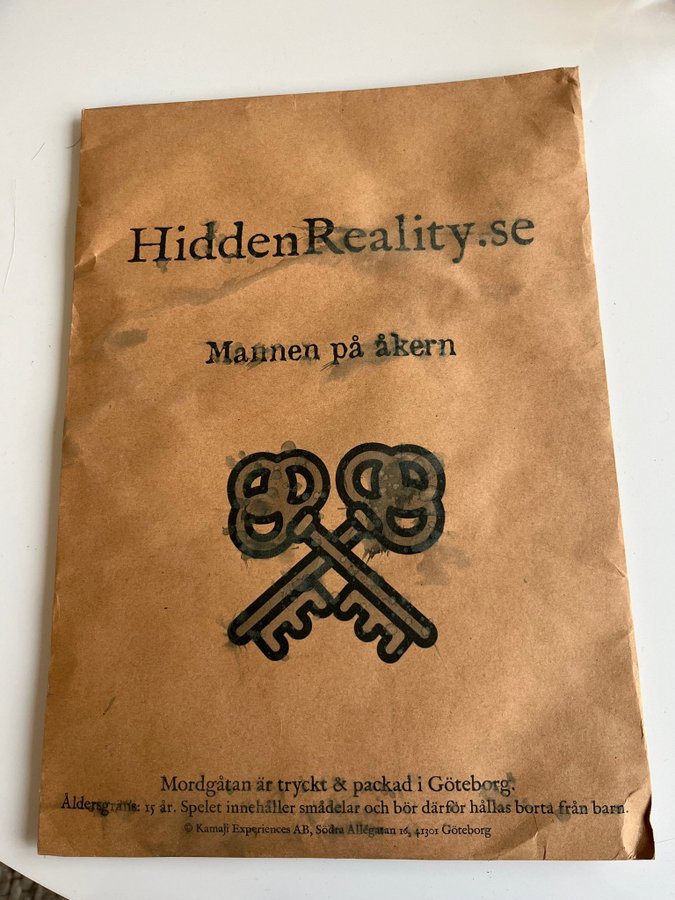 HiddenReality.se
Mannen på åkern
Mordgåtan är tryckt & packad i Göteborg.
Åldersgräns: 15 år. Spelet innehåller smådelar och bör därför hållas borta från barn.
© Kamaji Experiences AB, Södra Allégatan 16, 41301 Göteborg